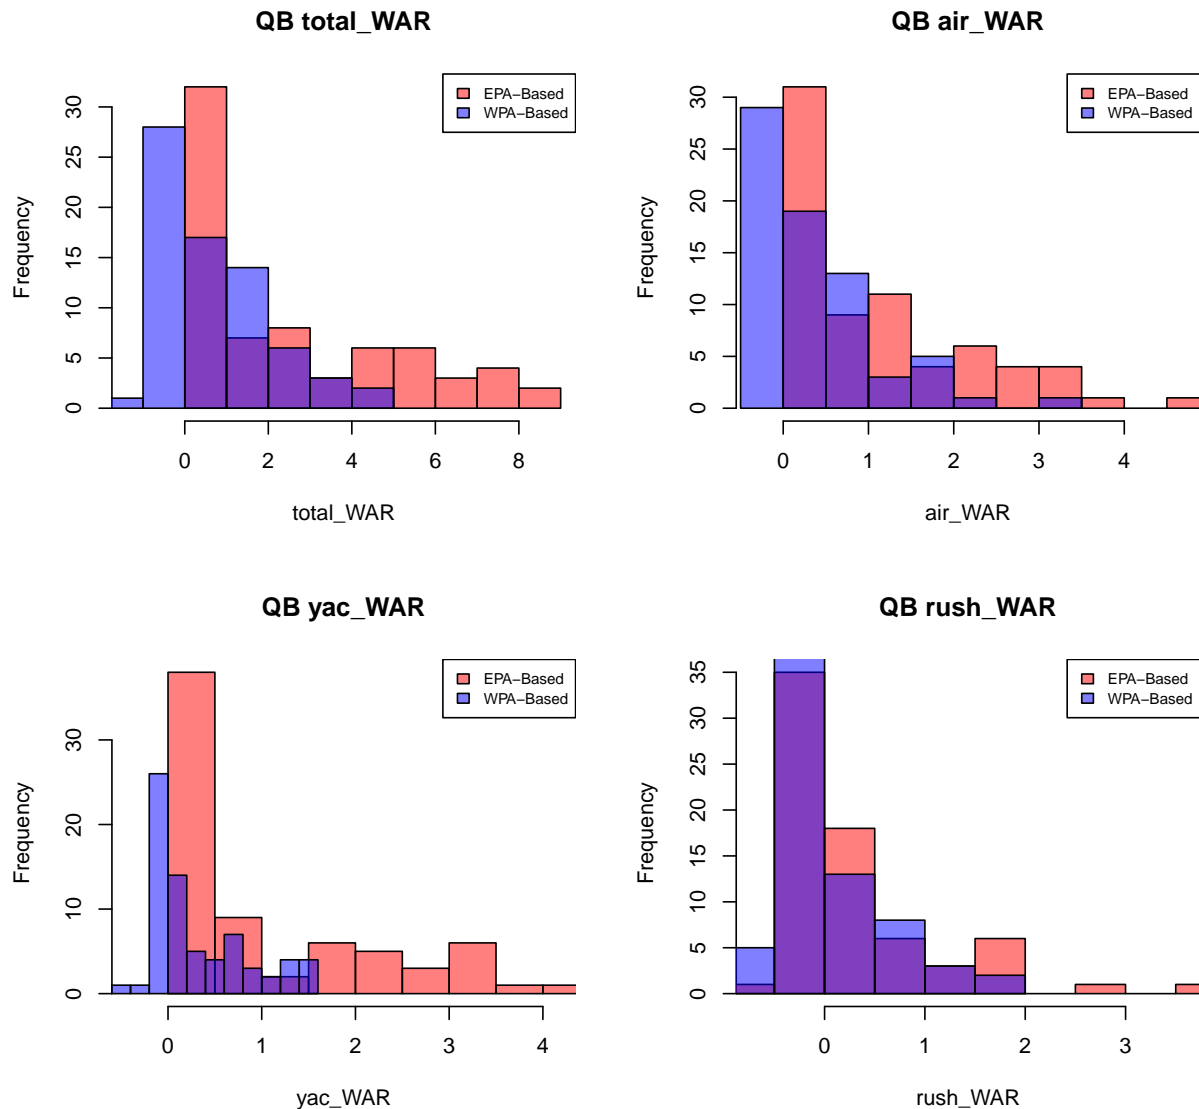 QB total_WAR
EPA−Based
WPA−Based
Frequency
0 5 10 15 20 25 30
0 2 4 6 8
total_WAR
QB air_WAR
EPA−Based
WPA−Based
Frequency
0 5 10 15 20 25 30
0 1 2 3 4
air_WAR
QB yac_WAR
EPA−Based
WPA−Based
Frequency
0 10 20 30
0 1 2 3 4
yac_WAR
QB rush_WAR
EPA−Based
WPA−Based
Frequency
0 5 10 15 20 25 30 35
0 1 2 3
rush_WAR